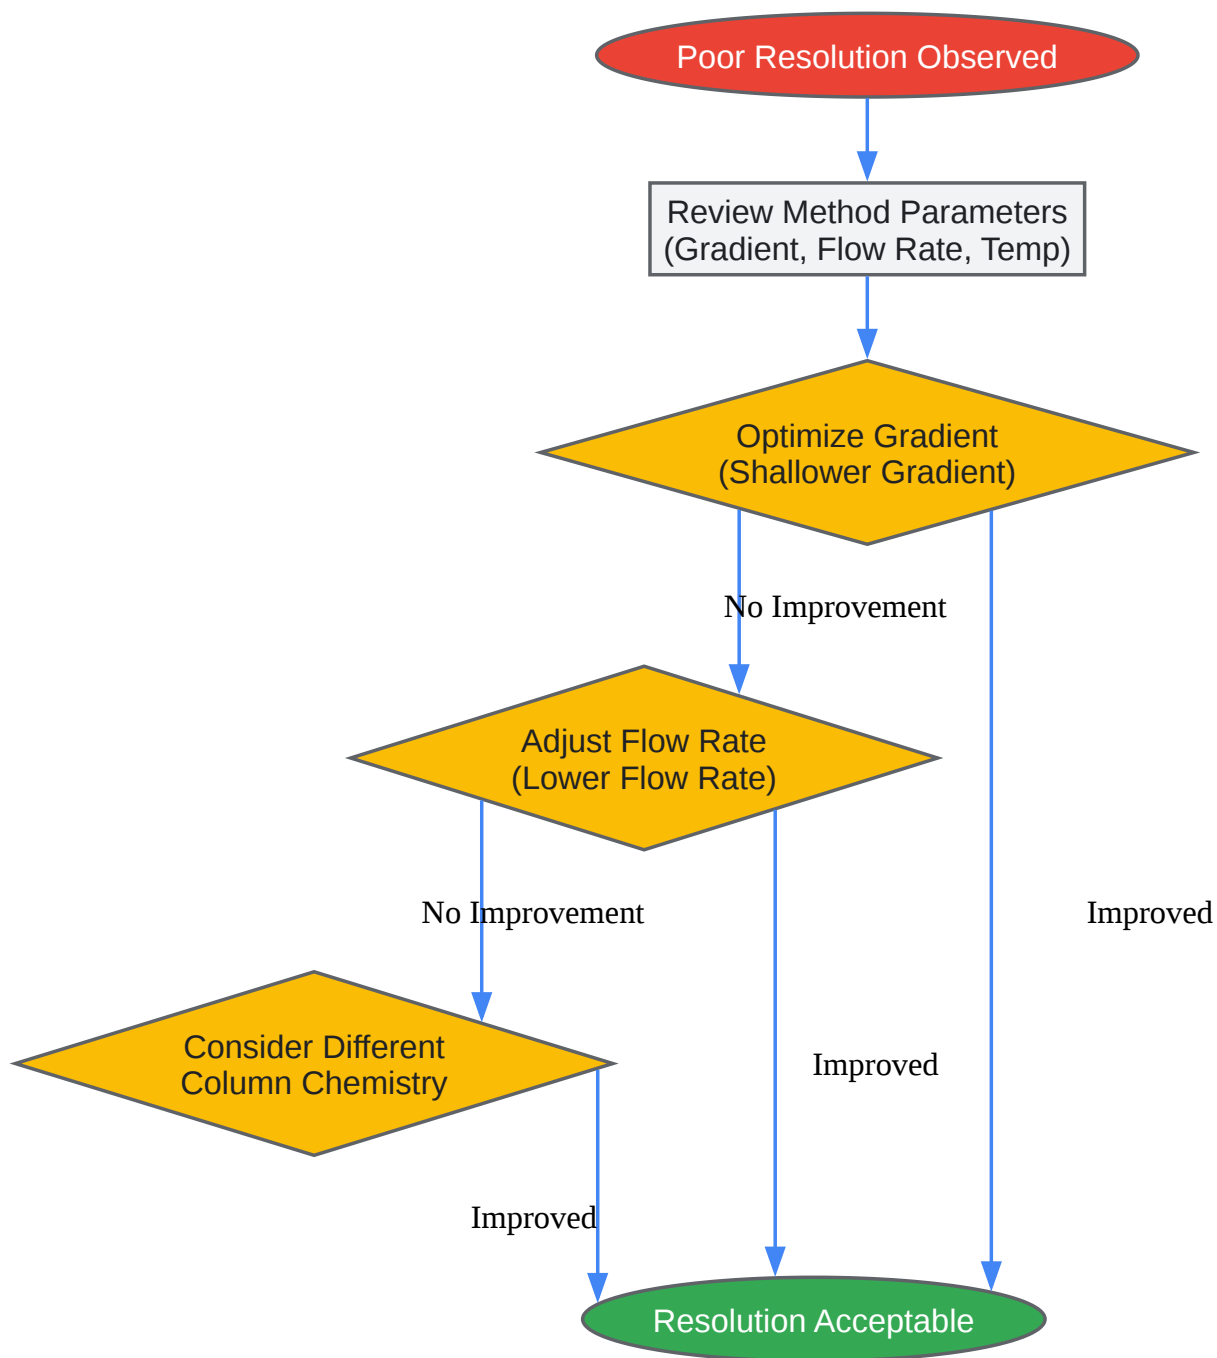 Poor Resolution Observed
Review Method Parameters
(Gradient, Flow Rate, Temp)
Optimize Gradient
(Shallower Gradient)
No Improvement
Adjust Flow Rate
(Lower Flow Rate)
No Improvement
Improved
Consider Different
Column Chemistry
Improved
Improved
Resolution Acceptable